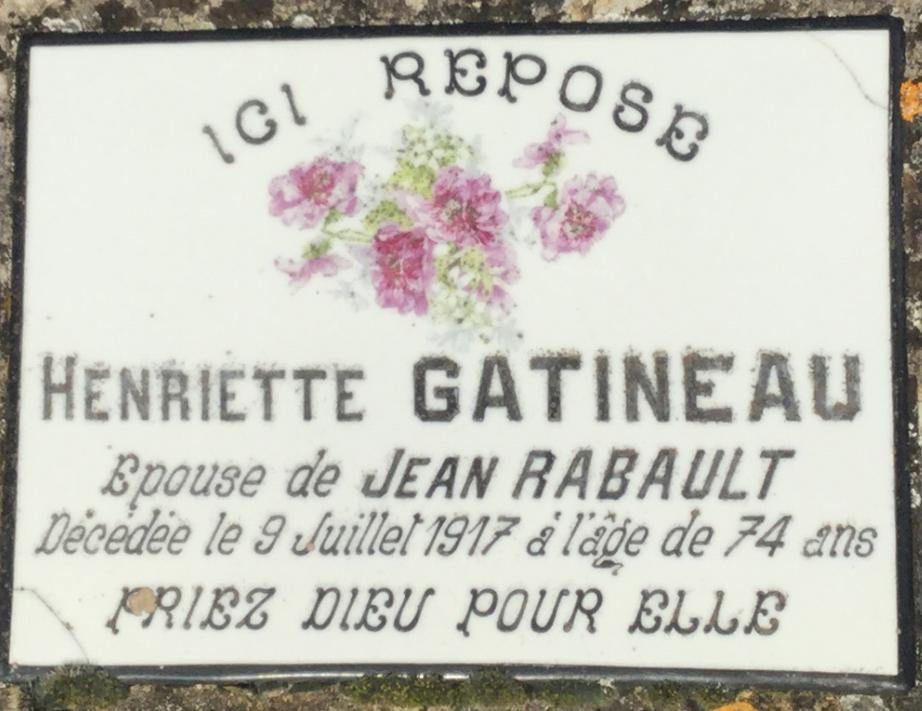 ICI REPOSE
HENRIETTE GATINEAU
Epouse de JEAN RABAULT
Décédée le 9 Juillet 1917 à l'âge de 74 ans
PRIEZ DIEU POUR ELLE